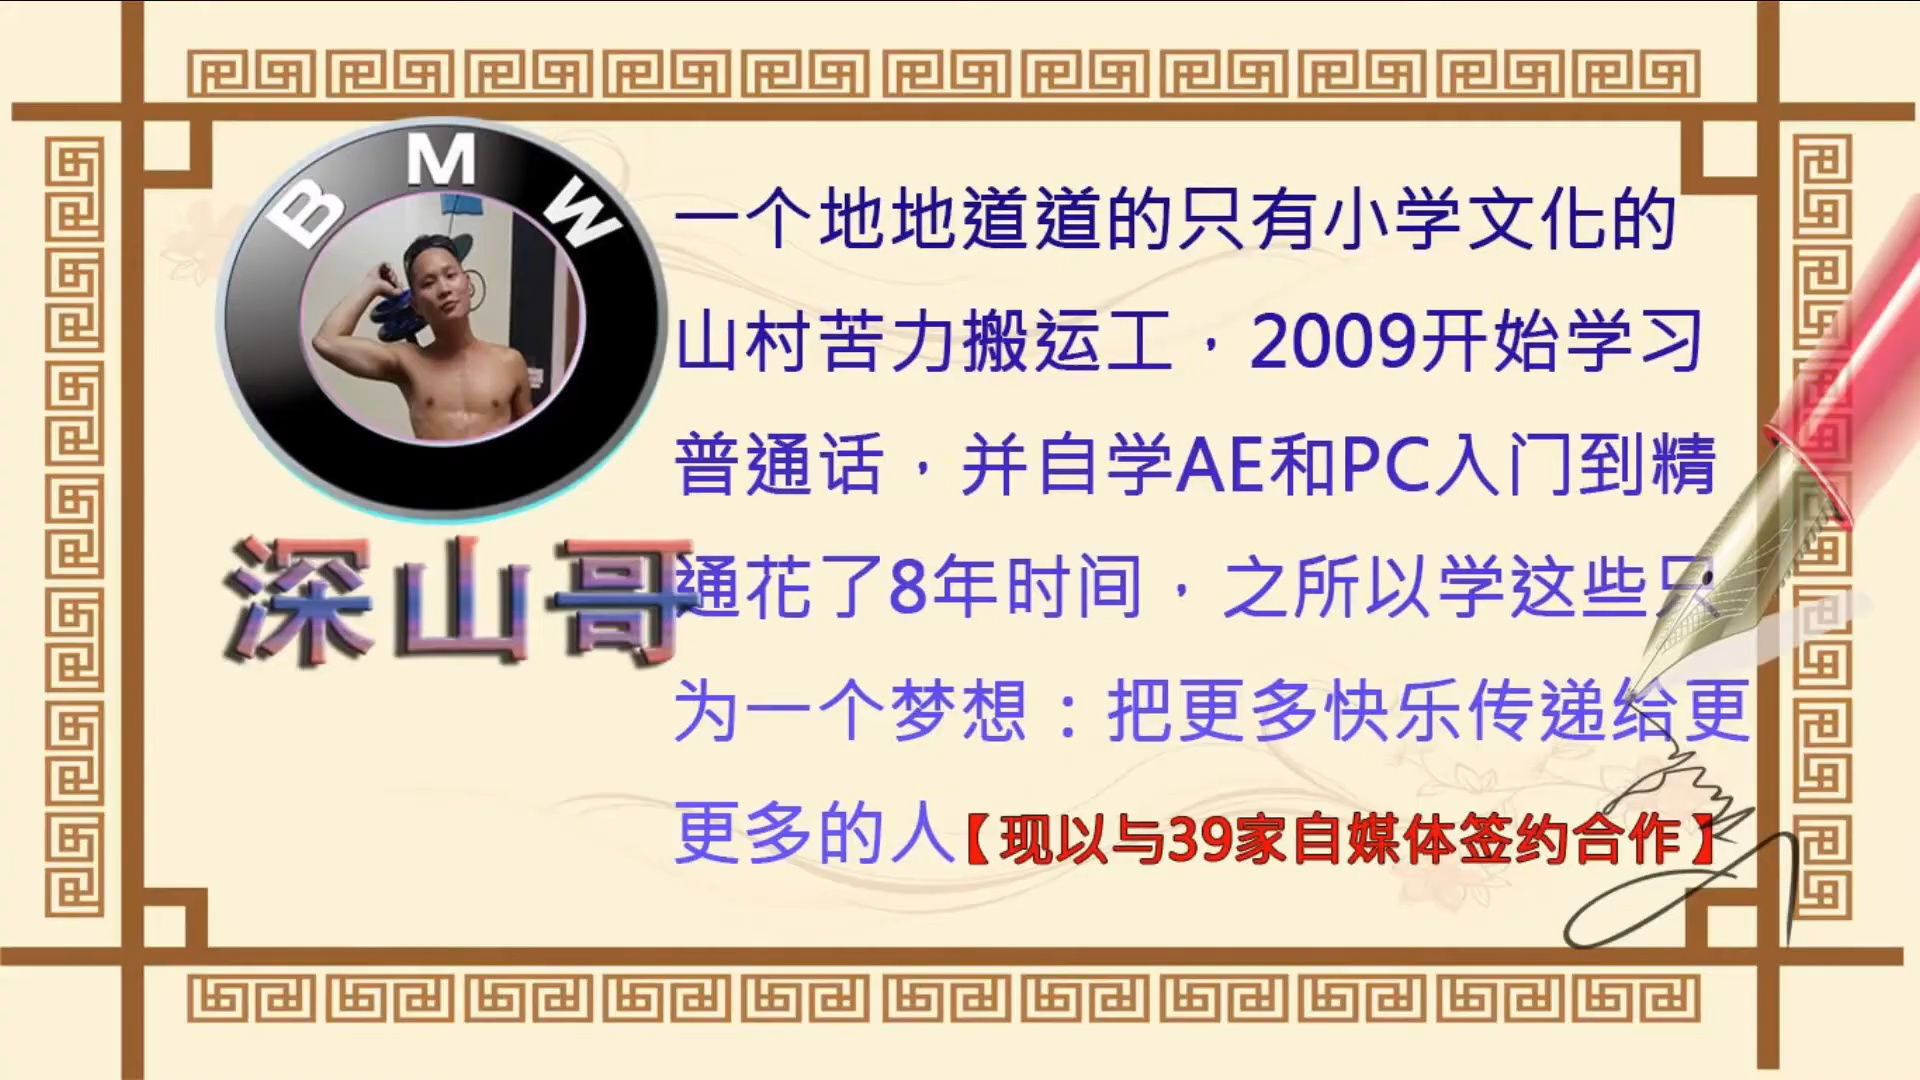 BMW
深山哥
一个地地道道的只有小学文化的
山村苦力搬运工，2009开始学习
普通话，并自学AE和PC入门到精
通花了8年时间，之所以学这些只
为一个梦想：把更多快乐传递给更
更多的人【现以与39家自媒体签约合作】